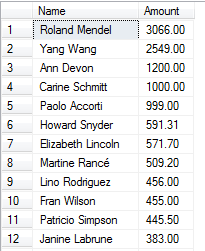 Name Amount
1 Roland Mendel 3066.00
2 Yang Wang 2549.00
3 Ann Devon 1200.00
4 Carine Schmitt 1000.00
5 Paolo Accorti 999.00
6 Howard Snyder 591.31
7 Elizabeth Lincoln 571.70
8 Martine Rancé 509.20
9 Lino Rodriguez 456.00
10 Fran Wilson 455.00
11 Patricio Simpson 445.50
12 Janine Labrune 383.00